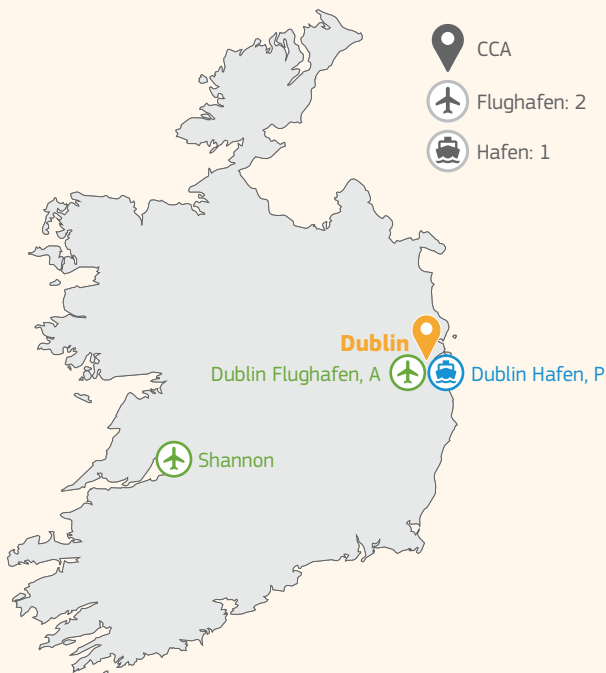 CCA
Flughafen: 2
Hafen: 1
Dublin
Dublin Flughafen, A
Dublin Hafen, P
Shannon